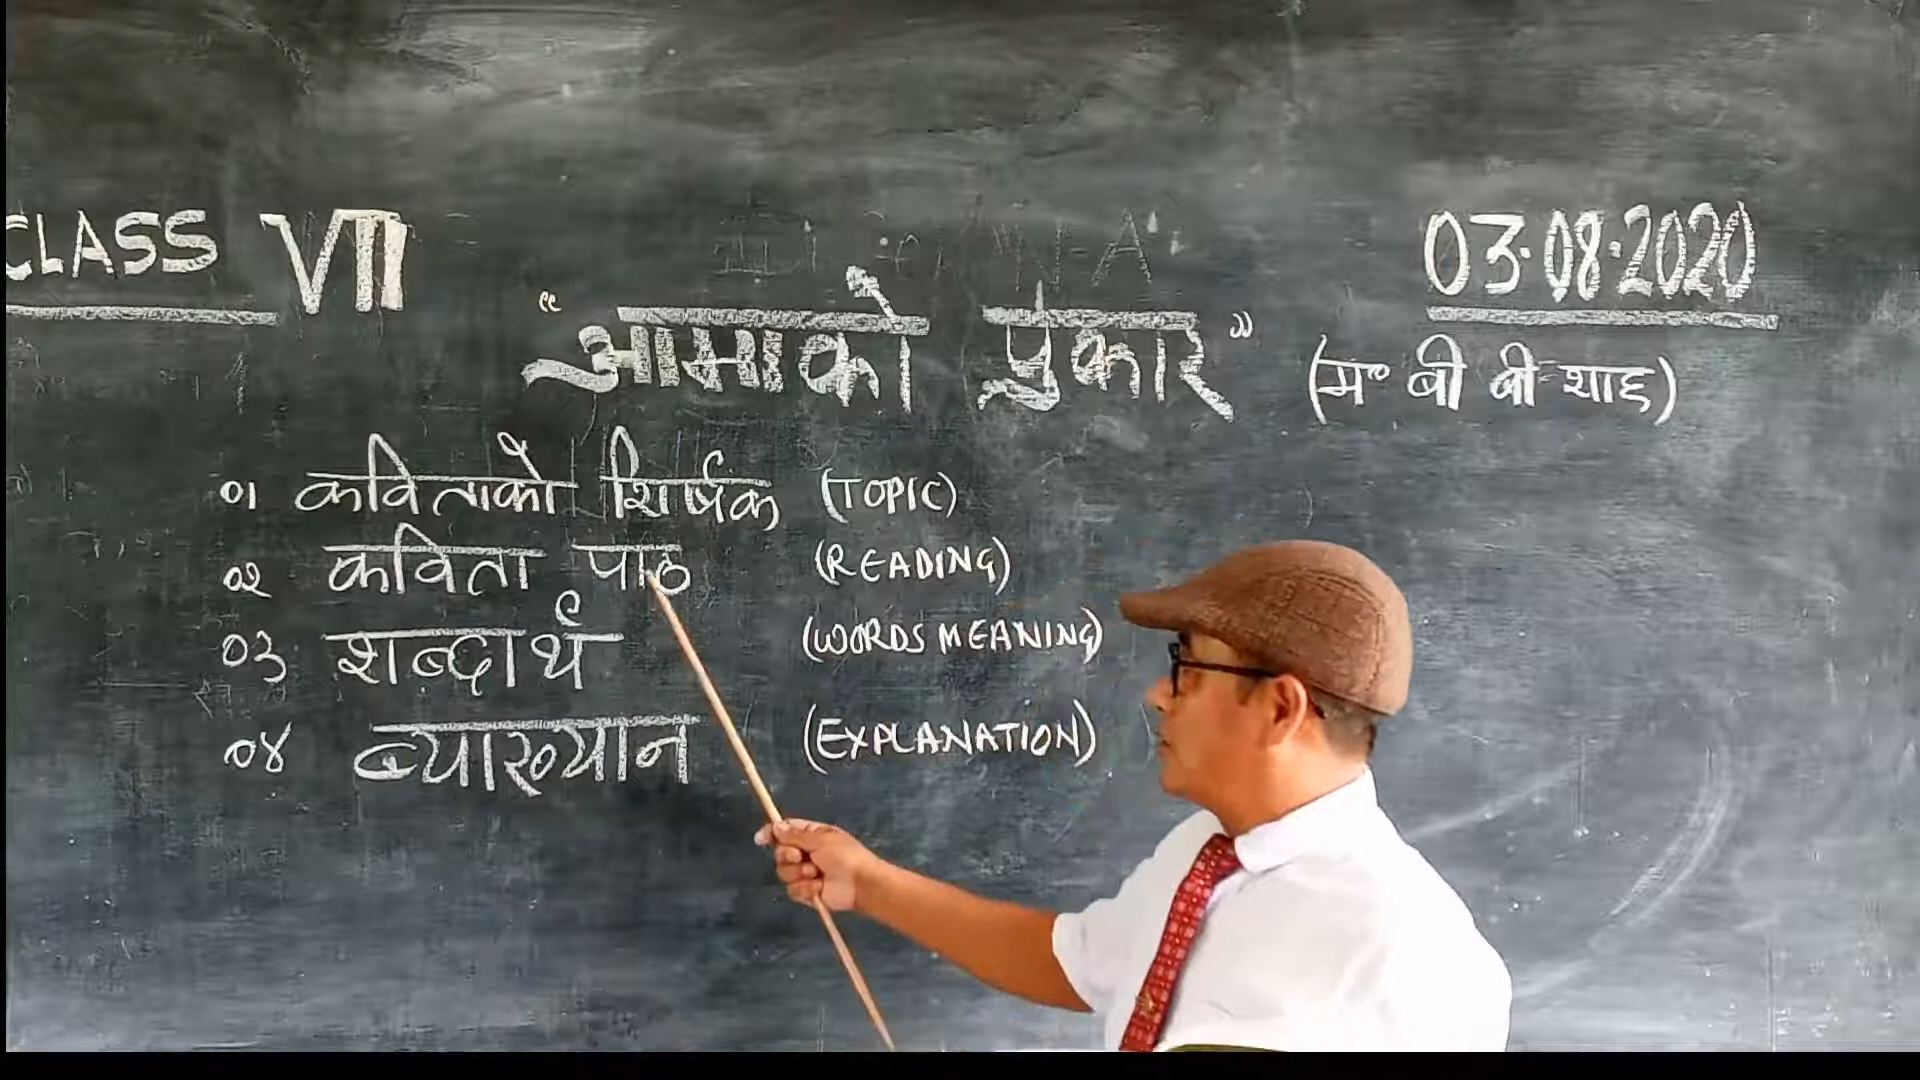 CLASS VII
03.08.2020
“आमाको पुकार”
(म॰ बी बी शाह)
०१ कविताको शिर्षक (TOPIC)
०२ कविता पाठ (READING)
०३ शब्दार्थ (WORDS MEANING)
०४ ब्याख्यान (EXPLANATION)